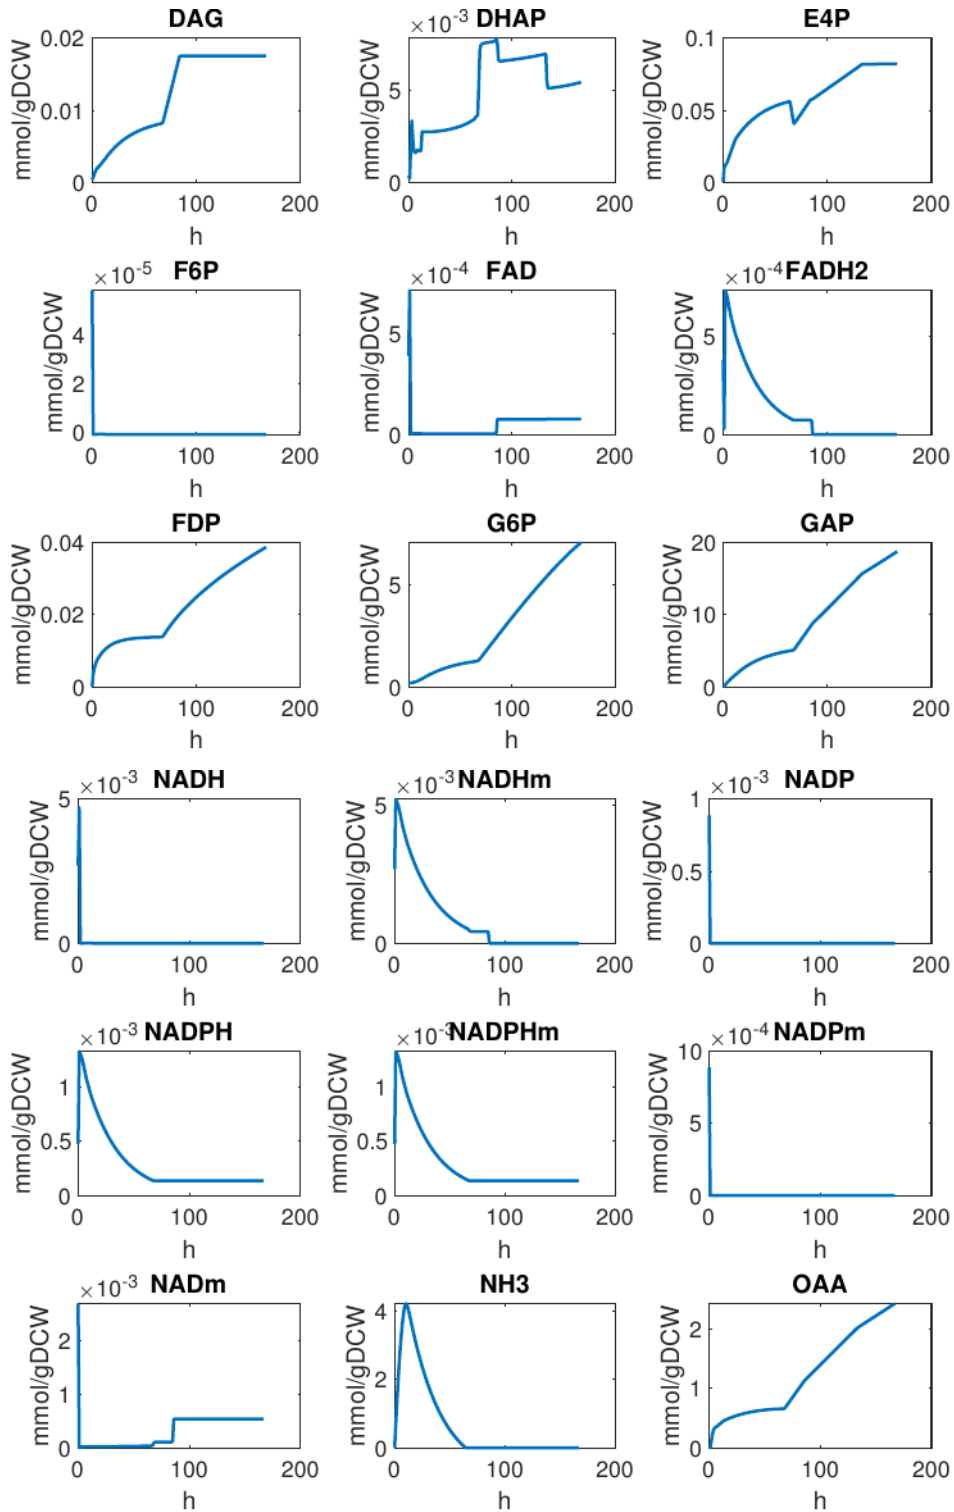 DAG
mmol/gDCW
0.02
0.01
0
0 100 200
h
DHAP
×10⁻³
mmol/gDCW
5
0
0 100 200
h
E4P
mmol/gDCW
0.1
0.05
0
0 100 200
h
F6P
×10⁻⁵
mmol/gDCW
4
2
0
0 100 200
h
FAD
×10⁻⁴
mmol/gDCW
5
0
0 100 200
h
FADH2
×10⁻⁴
mmol/gDCW
5
0
0 100 200
h
FDP
mmol/gDCW
0.04
0.02
0
0 100 200
h
G6P
mmol/gDCW
5
0
0 100 200
h
GAP
mmol/gDCW
20
10
0
0 100 200
h
NADH
×10⁻³
mmol/gDCW
5
0
0 100 200
h
NADHm
×10⁻³
mmol/gDCW
5
0
0 100 200
h
NADP
×10⁻³
mmol/gDCW
1
0.5
0
0 100 200
h
NADPH
×10⁻³
mmol/gDCW
1
0.5
0
0 100 200
h
NADPHm
×10⁻³
mmol/gDCW
1
0.5
0
0 100 200
h
NADPm
×10⁻⁴
mmol/gDCW
10
5
0
0 100 200
h
NADm
×10⁻³
mmol/gDCW
2
1
0
0 100 200
h
NH3
mmol/gDCW
4
2
0
0 100 200
h
OAA
mmol/gDCW
2
1
0
0 100 200
h